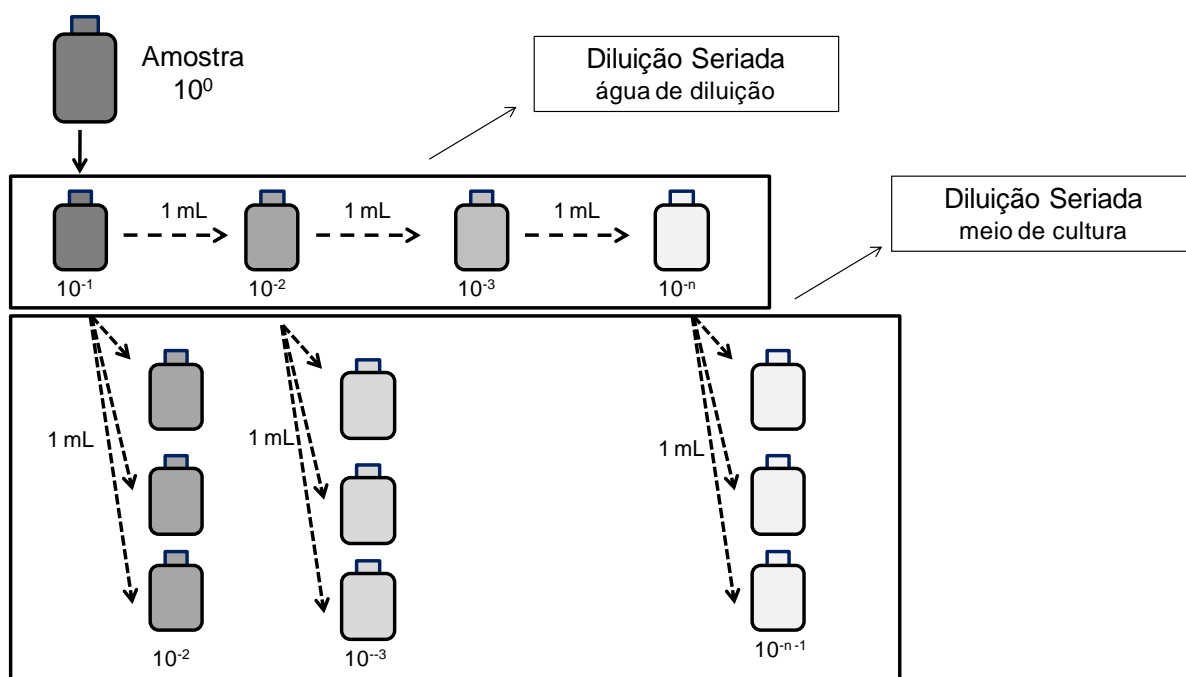 Amostra
10⁰
Diluição Seriada
água de diluição
Diluição Seriada
meio de cultura
1 mL
1 mL
1 mL
10⁻¹
10⁻²
10⁻³
10⁻ⁿ
1 mL
1 mL
1 mL
10⁻²
10⁻⁻³
10⁻ⁿ⁻¹